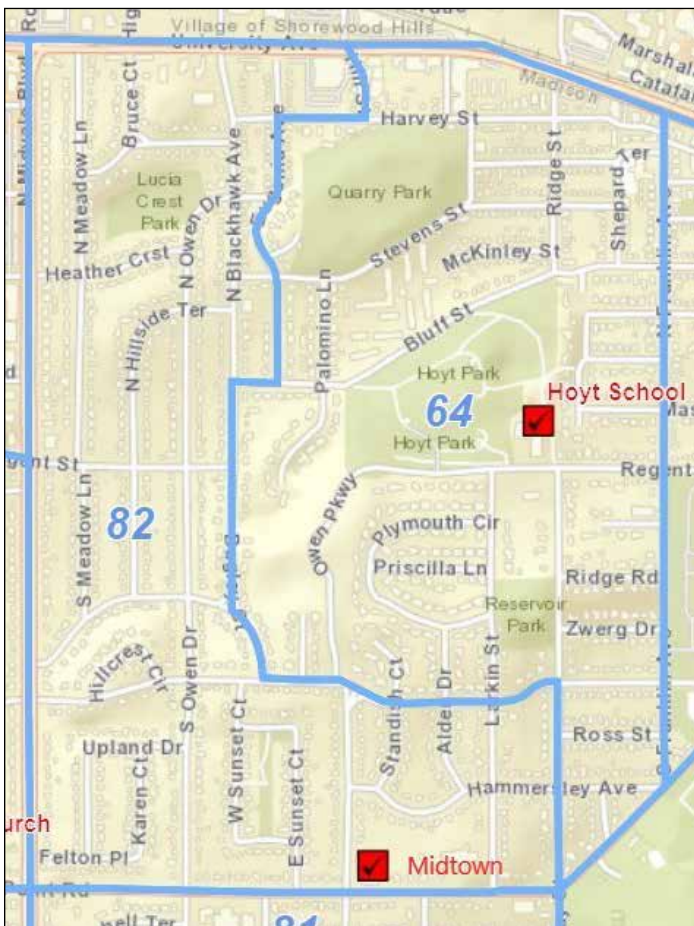 Village of Shorewood Hills
University Ave
Marshall
Catafal
Madison
Bruce Ct
N Meadow Ln
N Blackhawk Ave
Harvey St
Ridge St
Shepard Ter
Lucia
Crest
Park
N Owen Dr
Quarry Park
Stevens St
McKinley St
Heather Crst
N Hillside Ter
Palomino Ln
Bluff St
Hoyt Park
64
Hoyt School
Hoyt Park
Regent
S Meadow Ln
82
Owen Pkwy
Plymouth Cir
Priscilla Ln
Ridge Rd
Reservoir
Park
Zwerg Dr
Larkin St
Hillcrest Cir
S Owen Dr
Standish Ct
Alden Dr
Ross St
Upland Dr
Karen Ct
W Sunset Ct
E Sunset Ct
Hammersley Ave
urch
Felton Pl
Midtown
Point Rd
81